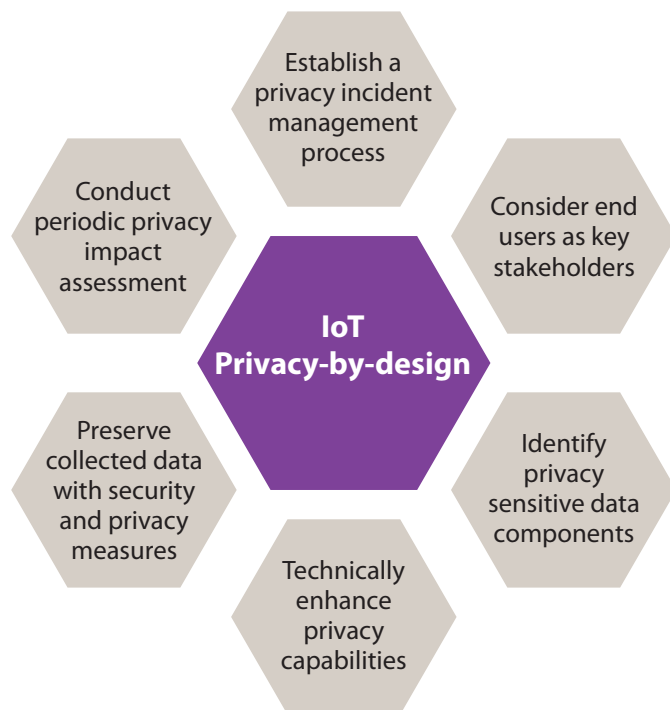 Establish a
privacy incident
management
process
Consider end
users as key
stakeholders
Identify
privacy
sensitive data
components
Technically
enhance
privacy
capabilities
Preserve
collected data
with security
and privacy
measures
Conduct
periodic privacy
impact
assessment
IoT
Privacy-by-design